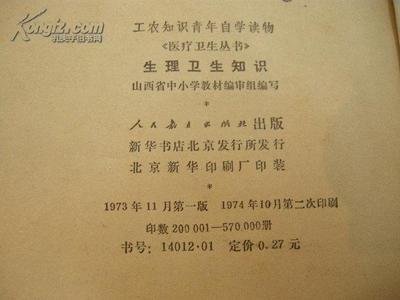 Kongfz.com
孔夫子旧书网
工农知识青年自学读物
《医疗卫生丛书》
生理卫生知识
山西省中小学教材编审组编写
*
人民教育出版社 出版
新华书店北京发行所发行
北京新华印刷厂印装
*
1973年11月第一版 1974年10月第二次印刷
印数200001—570,000册
书号：14012·01 定价0.27元